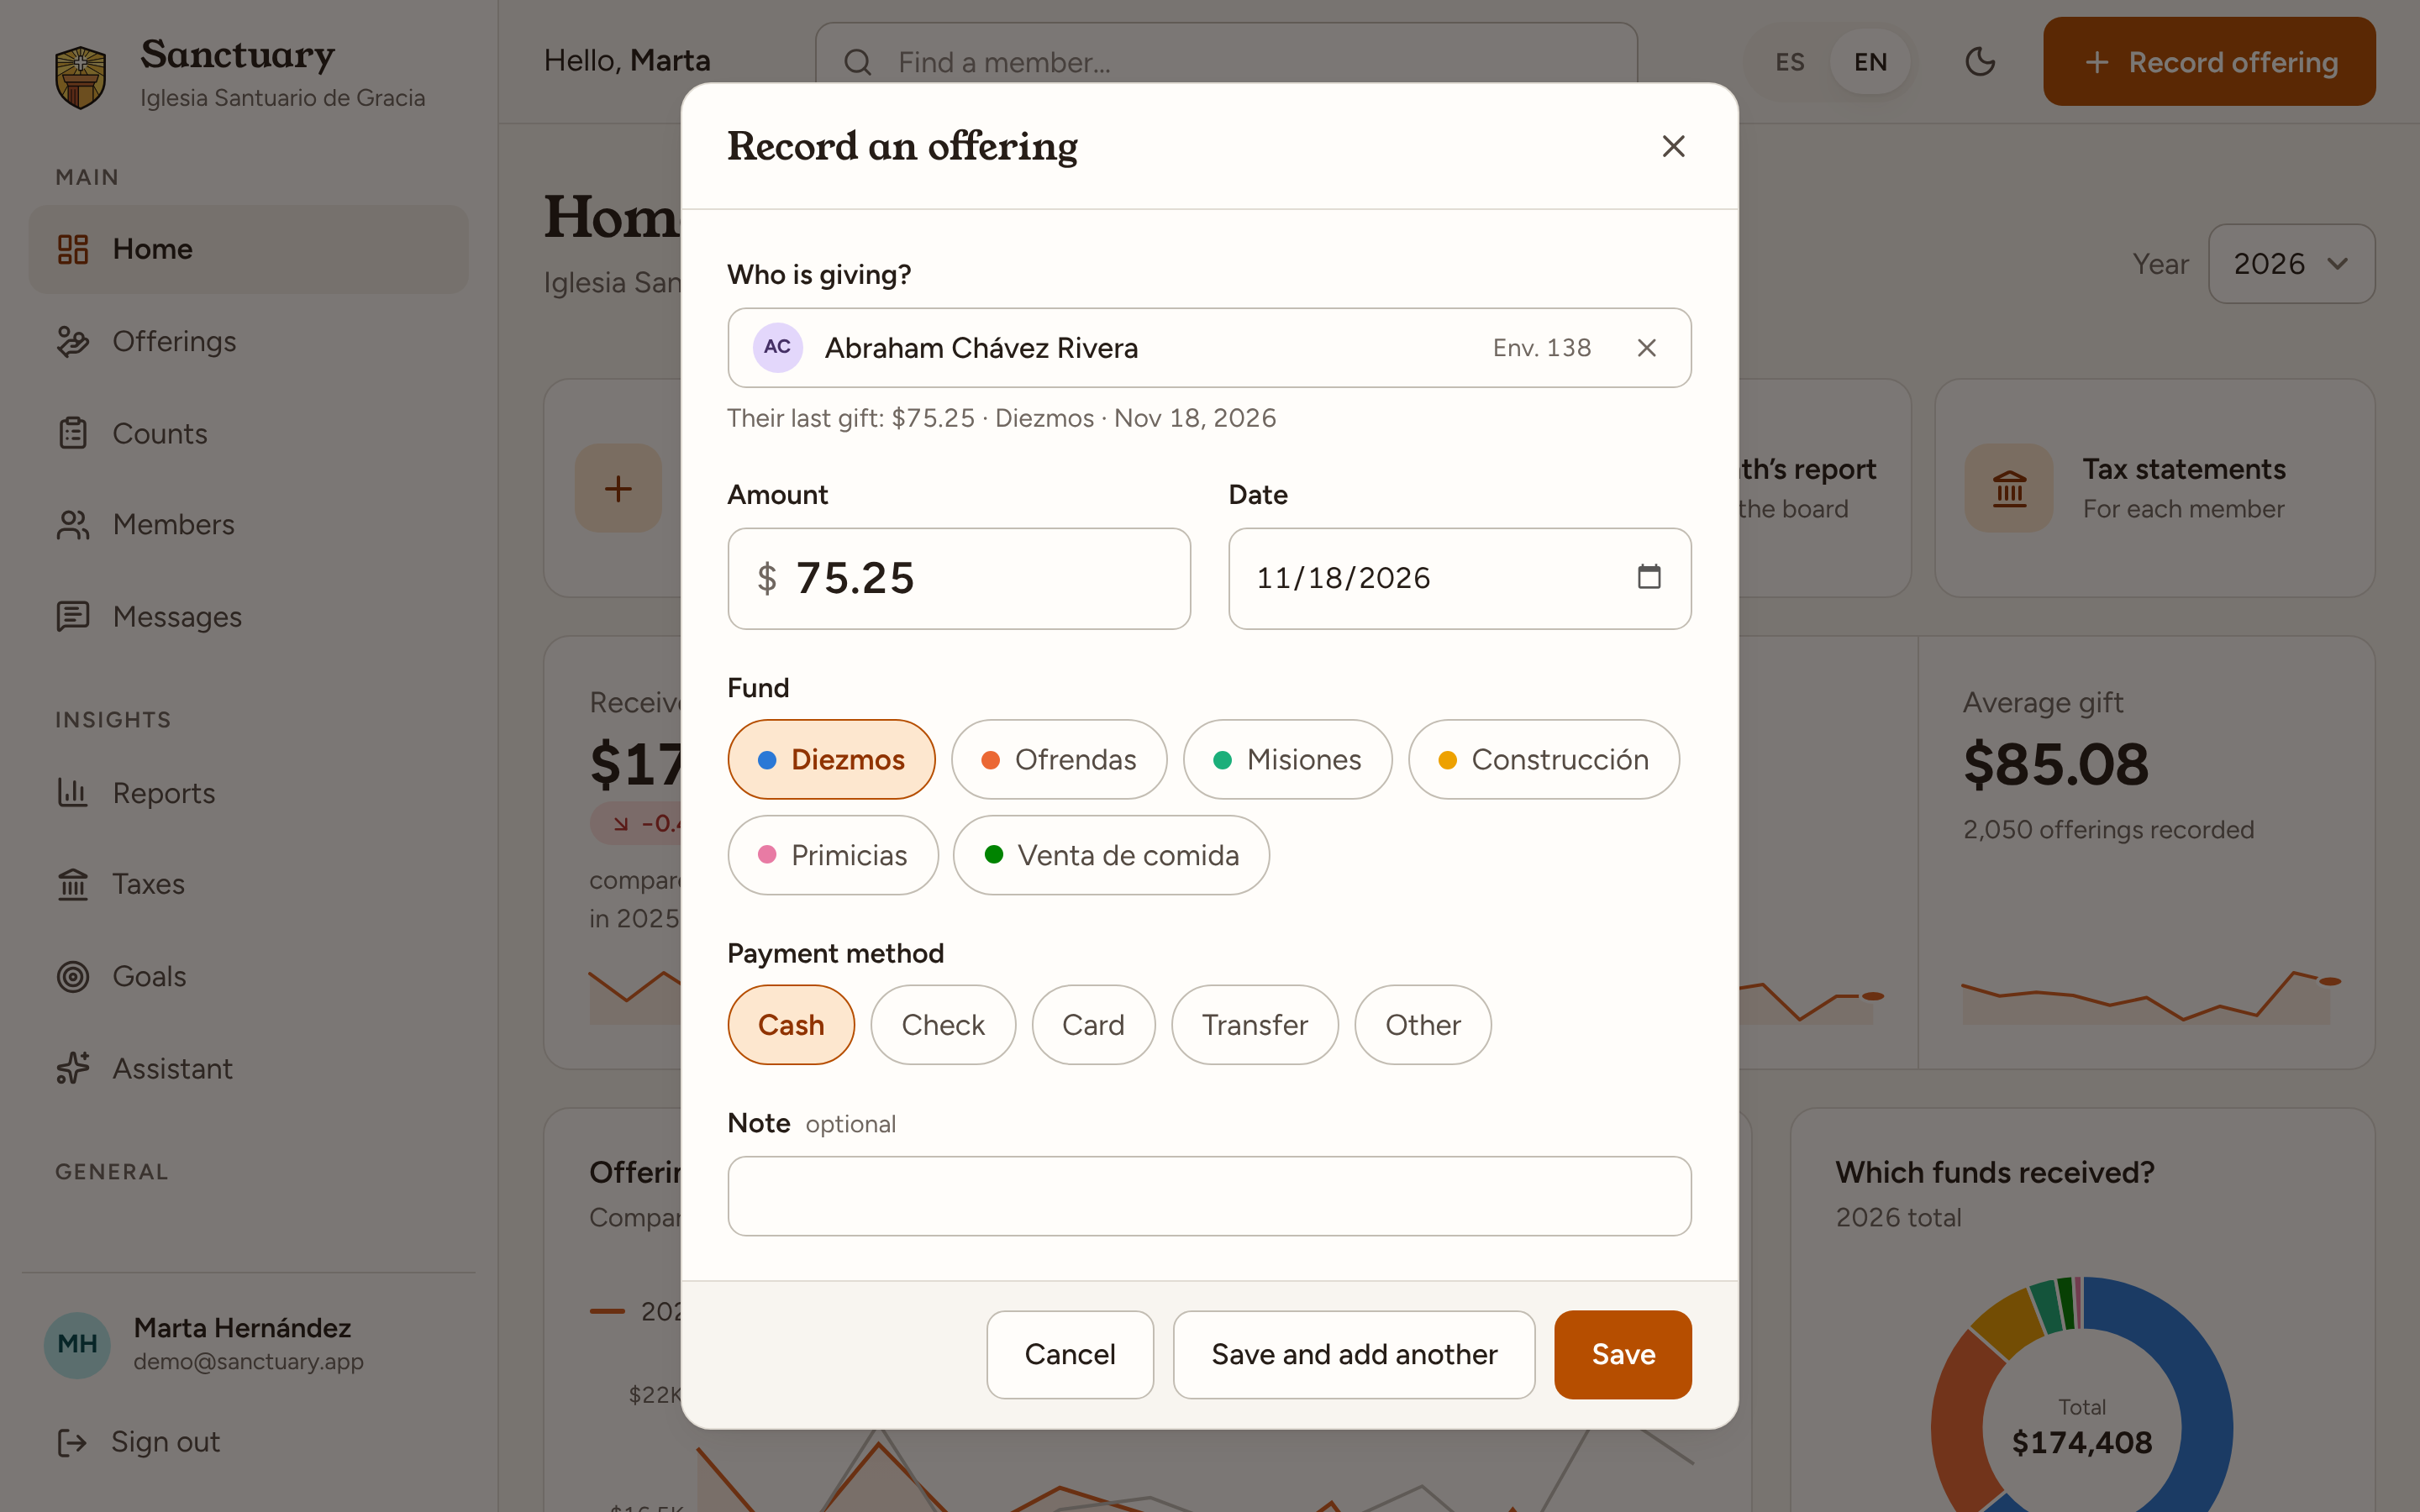 Sanctuary
Iglesia Santuario de Gracia
MAIN
Home
Offerings
Counts
Members
Messages
INSIGHTS
Reports
Taxes
Goals
Assistant
GENERAL
MH
Marta Hernández
demo@sanctuary.app
Sign out
Hello, Marta
Find a member...
ES
EN
+ Record offering
Year
2026
th's report
the board
Tax statements
For each member
$17
in 2025
Average gift
$85.08
2,050 offerings recorded
$22K
Which funds received?
2026 total
Total
$174,408
Record an offering
Who is giving?
AC
Abraham Chávez Rivera
Env. 138
Their last gift: $75.25 · Diezmos · Nov 18, 2026
Amount
Date
$ 75.25
11/18/2026
Fund
Diezmos
Ofrendas
Misiones
Construcción
Primicias
Venta de comida
Payment method
Cash
Check
Card
Transfer
Other
Note optional
Cancel
Save and add another
Save